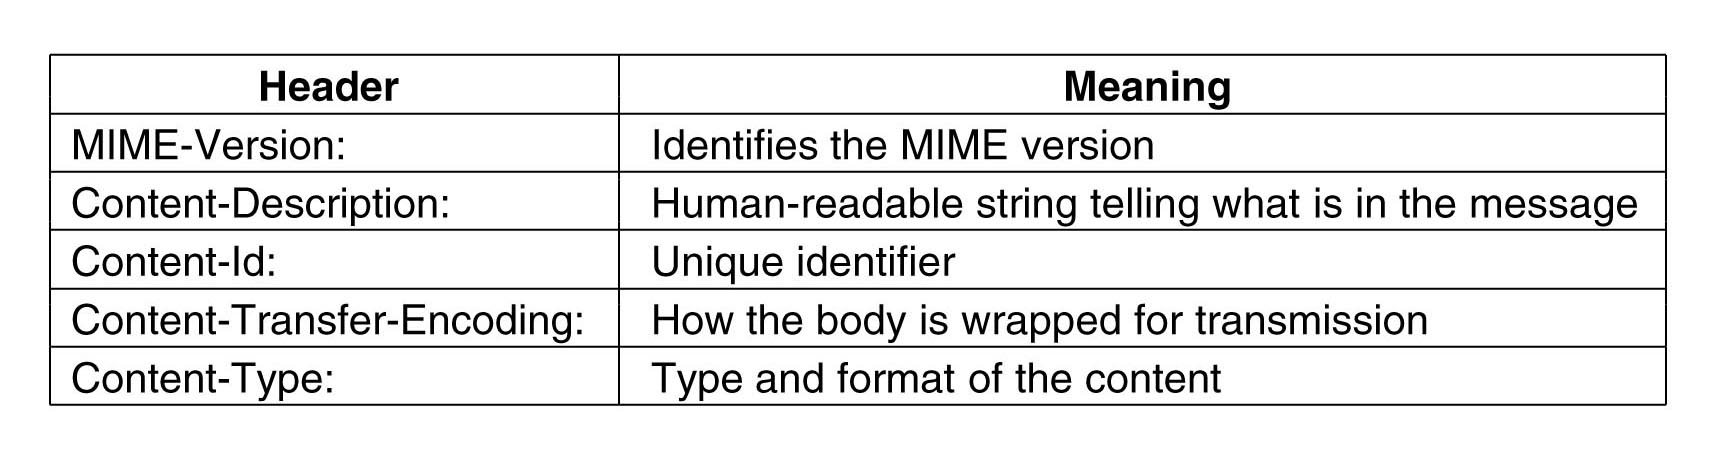 Header Meaning
MIME-Version: Identifies the MIME version
Content-Description: Human-readable string telling what is in the message
Content-Id: Unique identifier
Content-Transfer-Encoding: How the body is wrapped for transmission
Content-Type: Type and format of the content